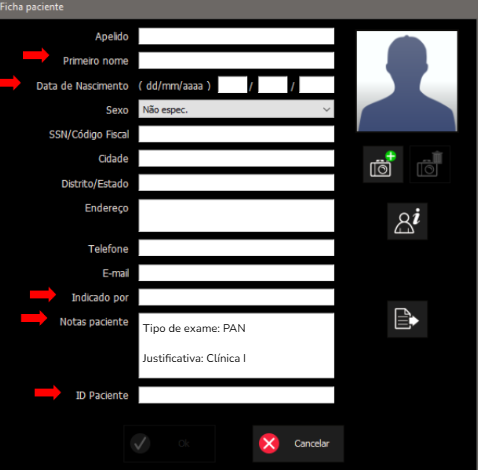 Ficha paciente
Apelido
Primeiro nome
Data de Nascimento ( dd/mm/aaaa ) / /
Sexo Não espec.
SSN/Código Fiscal
Cidade
Distrito/Estado
Endereço
Telefone
E-mail
Indicado por
Notas paciente
Tipo de exame: PAN
Justificativa: Clínica I
ID Paciente
Ok Cancelar